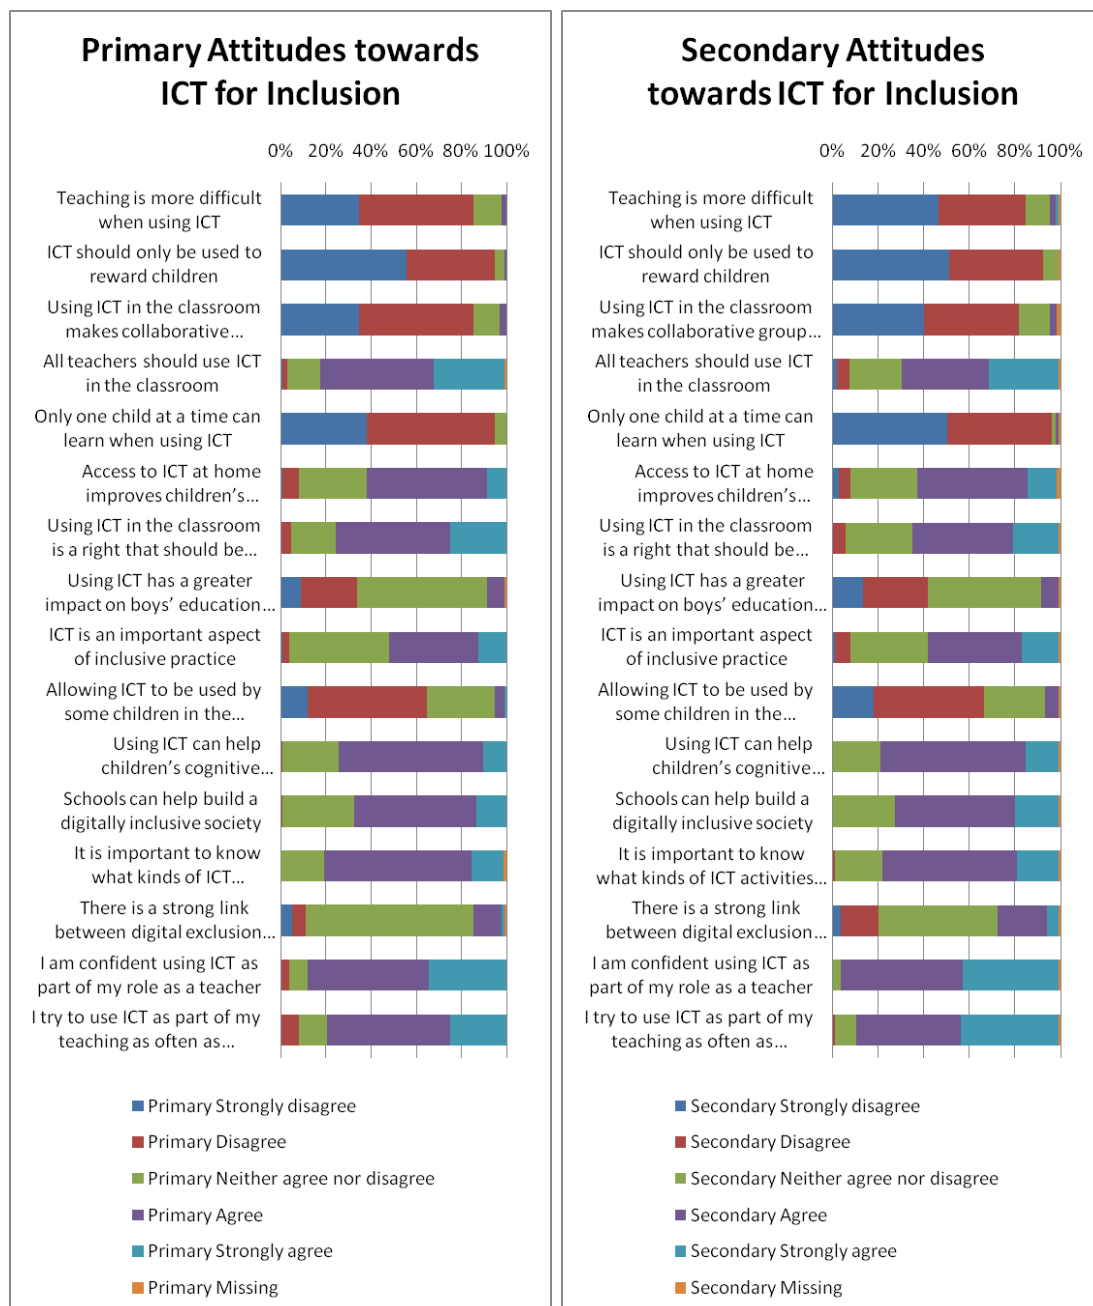 Primary Attitudes towards
ICT for Inclusion
0% 20% 40% 60% 80% 100%
Teaching is more difficult
when using ICT
ICT should only be used to
reward children
Using ICT in the classroom
makes collaborative...
All teachers should use ICT
in the classroom
Only one child at a time can
learn when using ICT
Access to ICT at home
improves children's...
Using ICT in the classroom
is a right that should be...
Using ICT has a greater
impact on boys' education...
ICT is an important aspect
of inclusive practice
Allowing ICT to be used by
some children in the...
Using ICT can help
children's cognitive...
Schools can help build a
digitally inclusive society
It is important to know
what kinds of ICT...
There is a strong link
between digital exclusion...
I am confident using ICT as
part of my role as a teacher
I try to use ICT as part of my
teaching as often as...
Primary Strongly disagree
Primary Disagree
Primary Neither agree nor disagree
Primary Agree
Primary Strongly agree
Primary Missing
Secondary Attitudes
towards ICT for Inclusion
0% 20% 40% 60% 80% 100%
Teaching is more difficult
when using ICT
ICT should only be used to
reward children
Using ICT in the classroom
makes collaborative group...
All teachers should use ICT
in the classroom
Only one child at a time can
learn when using ICT
Access to ICT at home
improves children's...
Using ICT in the classroom
is a right that should be...
Using ICT has a greater
impact on boys' education...
ICT is an important aspect
of inclusive practice
Allowing ICT to be used by
some children in the...
Using ICT can help
children's cognitive...
Schools can help build a
digitally inclusive society
It is important to know
what kinds of ICT activities...
There is a strong link
between digital exclusion...
I am confident using ICT as
part of my role as a teacher
I try to use ICT as part of my
teaching as often as...
Secondary Strongly disagree
Secondary Disagree
Secondary Neither agree nor disagree
Secondary Agree
Secondary Strongly agree
Secondary Missing